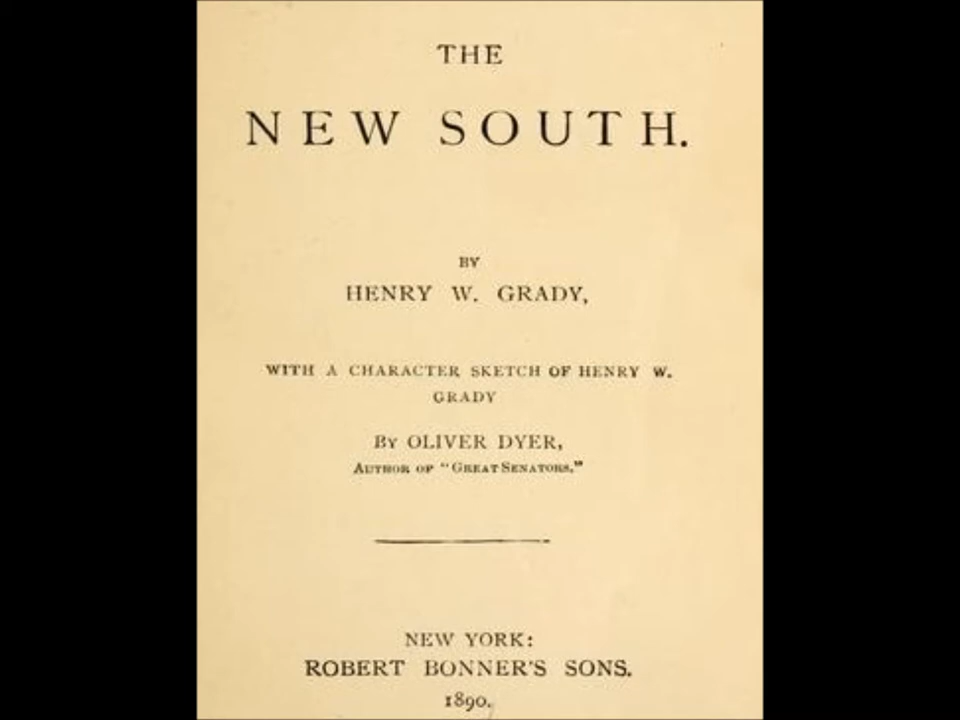 THE
NEW SOUTH.
BY
HENRY W. GRADY,
WITH A CHARACTER SKETCH OF HENRY W.
GRADY
By OLIVER DYER,
AUTHOR OF "GREAT SENATORS."
NEW YORK:
ROBERT BONNER'S SONS.
1890.